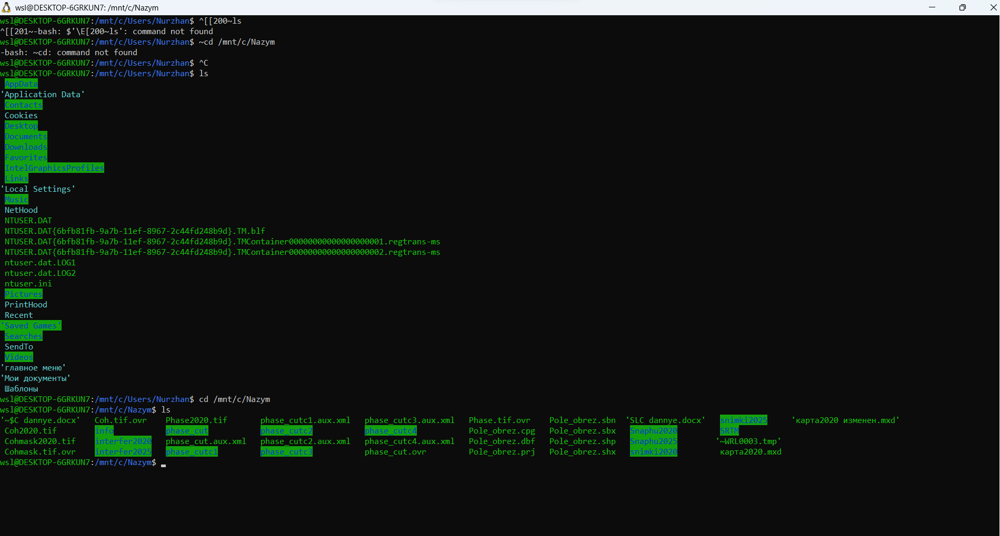 wsl@DESKTOP-6GRKUN7: /mnt/c/Nazym
wsl@DESKTOP-6GRKUN7:/mnt/c/Users/Nurzhan$ ^[[200~ls
^[[201~-bash: $'\E[200~ls': command not found
wsl@DESKTOP-6GRKUN7:/mnt/c/Users/Nurzhan$ ~cd /mnt/c/Nazym
-bash: ~cd: command not found
wsl@DESKTOP-6GRKUN7:/mnt/c/Users/Nurzhan$ ^C
wsl@DESKTOP-6GRKUN7:/mnt/c/Users/Nurzhan$ ls
AppData
'Application Data'
Contacts
Cookies
Desktop
Documents
Downloads
Favorites
IntelGraphicsProfiles
Links
'Local Settings'
Music
NetHood
NTUSER.DAT
NTUSER.DAT{6bfb81fb-9a7b-11ef-8967-2c44fd248b9d}.TM.blf
NTUSER.DAT{6bfb81fb-9a7b-11ef-8967-2c44fd248b9d}.TMContainer00000000000000000001.regtrans-ms
NTUSER.DAT{6bfb81fb-9a7b-11ef-8967-2c44fd248b9d}.TMContainer00000000000000000002.regtrans-ms
ntuser.dat.LOG1
ntuser.dat.LOG2
ntuser.ini
Pictures
PrintHood
Recent
'Saved Games'
Searches
SendTo
Videos
'главное меню'
'Мои документы'
Шаблоны
wsl@DESKTOP-6GRKUN7:/mnt/c/Users/Nurzhan$ cd /mnt/c/Nazym
wsl@DESKTOP-6GRKUN7:/mnt/c/Nazym$ ls
'~$C dannye.docx' Coh.tif.ovr Phase2020.tif phase_cutc1.aux.xml phase_cutc3.aux.xml Phase.tif.ovr Pole_obrez.sbn 'SLC dannye.docx' snimki2025 'карта2020 изменен.mxd'
Coh2020.tif info phase_cut phase_cutc2 phase_cutc4 Pole_obrez.cpg Pole_obrez.sbx Snaphu2020 SRTM
Cohmask2020.tif interfer2020 phase_cut.aux.xml phase_cutc2.aux.xml phase_cutc4.aux.xml Pole_obrez.dbf Pole_obrez.shp Snaphu2025 '~WRL0003.tmp'
Cohmask.tif.ovr interfer2025 phase_cutc1 phase_cutc3 phase_cut.ovr Pole_obrez.prj Pole_obrez.shx snimki2020 карта2020.mxd
wsl@DESKTOP-6GRKUN7:/mnt/c/Nazym$